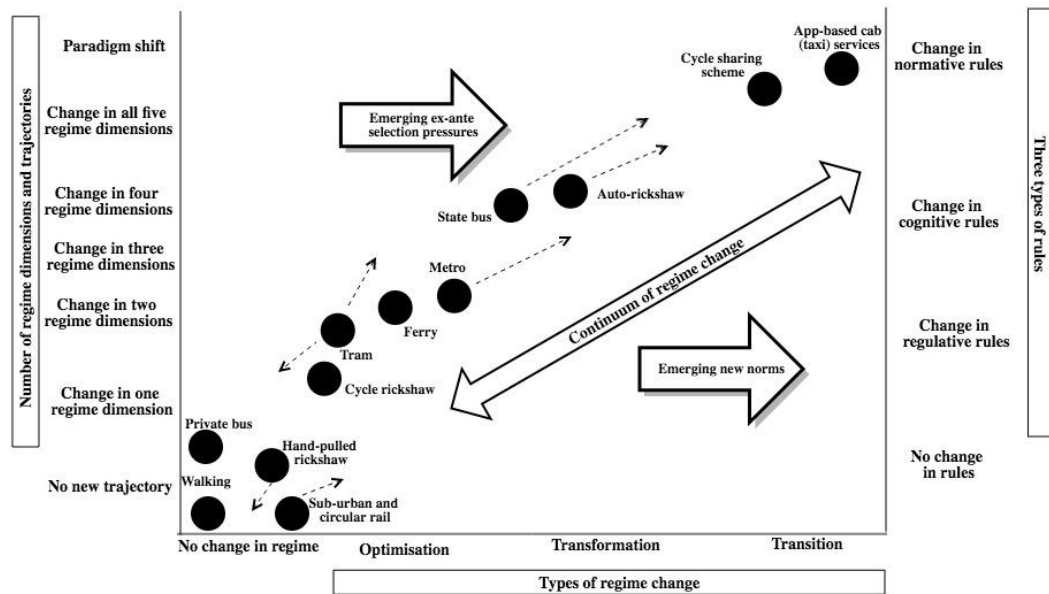 Number of regime dimensions and trajectories
Paradigm shift
Change in all five
regime dimensions
Change in four
regime dimensions
Change in three
regime dimensions
Change in two
regime dimensions
Change in one
regime dimension
No new trajectory
App-based cab
(taxi) services
Cycle sharing
scheme
Emerging ex-ante
selection pressures
State bus
Auto-rickshaw
Metro
Ferry
Tram
Cycle rickshaw
Continuum of regime change
Emerging new norms
Private bus
Hand-pulled
rickshaw
Walking
Sub-urban and
circular rail
No change in regime
Optimisation
Transformation
Transition
Types of regime change
Change in
normative rules
Change in
cognitive rules
Change in
regulative rules
No change
in rules
Three types of rules